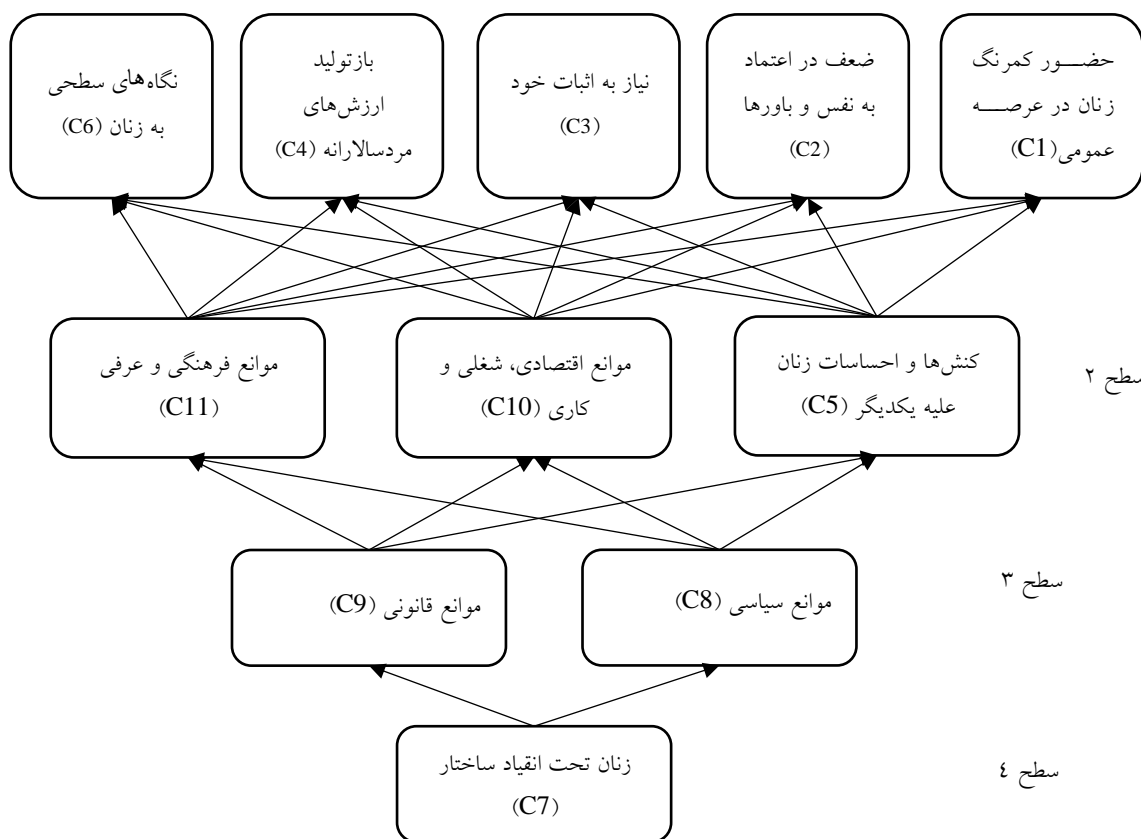 حضور کمرنگ
زنان در عرصه
عمومی(C1)
ضعف در اعتماد
به نفس و باورها
(C2)
نیاز به اثبات خود
(C3)
بازتولید
ارزش‌های
مردسالارانه (C4)
نگاه‌های سطحی
به زنان (C6)
سطح ۲
کنش‌ها و احساسات زنان
علیه یکدیگر (C5)
موانع اقتصادی، شغلی و
کاری (C10)
موانع فرهنگی و عرفی
(C11)
سطح ۳
موانع سیاسی (C8)
موانع قانونی (C9)
سطح ٤
زنان تحت انقیاد ساختار
(C7)